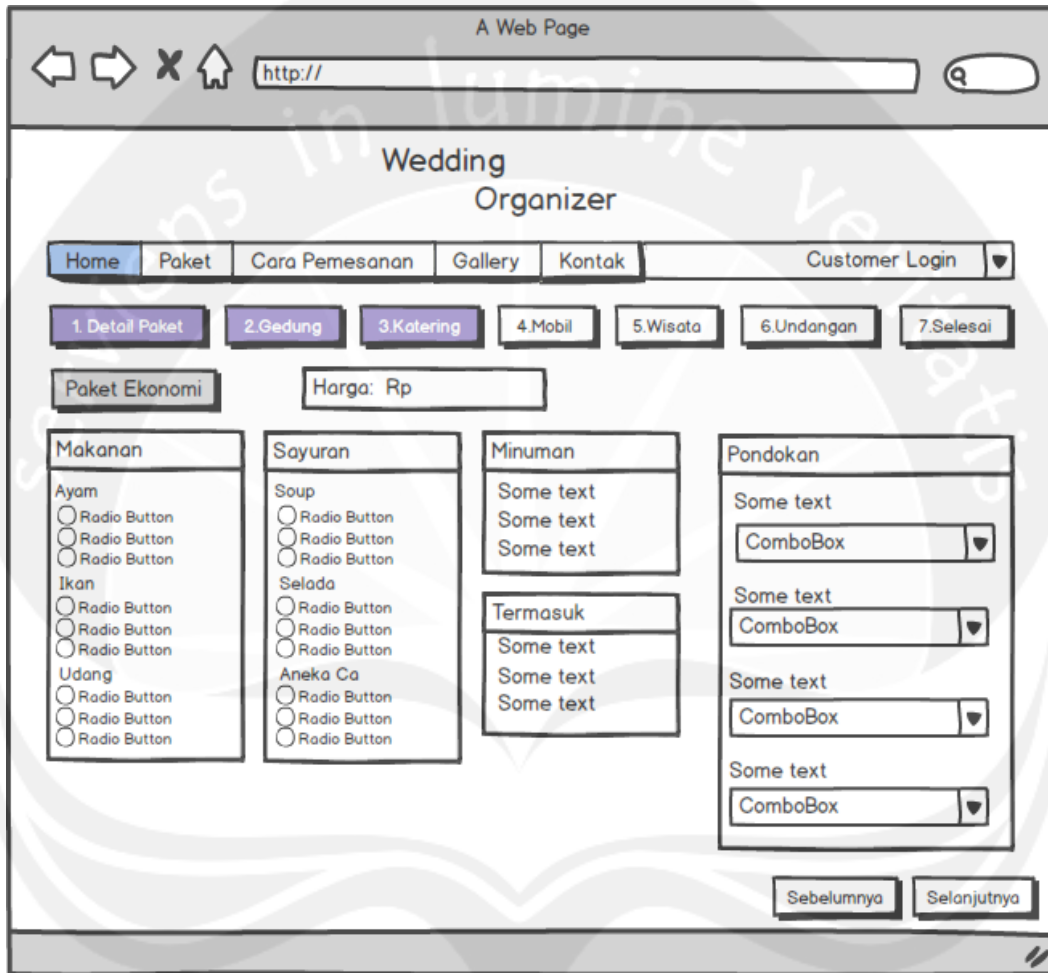 A Web Page
http://
Wedding
Organizer
Home Paket Cara Pemesanan Gallery Kontak Customer Login
1. Detail Paket 2.Gedung 3.Katering 4.Mobil 5.Wisata 6.Undangan 7.Selesai
Paket Ekonomi Harga: Rp
Makanan
Ayam
Radio Button
Radio Button
Radio Button
Ikan
Radio Button
Radio Button
Radio Button
Udang
Radio Button
Radio Button
Radio Button
Sayuran
Soup
Radio Button
Radio Button
Radio Button
Selada
Radio Button
Radio Button
Radio Button
Aneka Ca
Radio Button
Radio Button
Radio Button
Minuman
Some text
Some text
Some text
Termasuk
Some text
Some text
Some text
Pondokan
Some text
ComboBox
Some text
ComboBox
Some text
ComboBox
Some text
ComboBox
Sebelumnya Selanjutnya
serviens in lumine veritatis